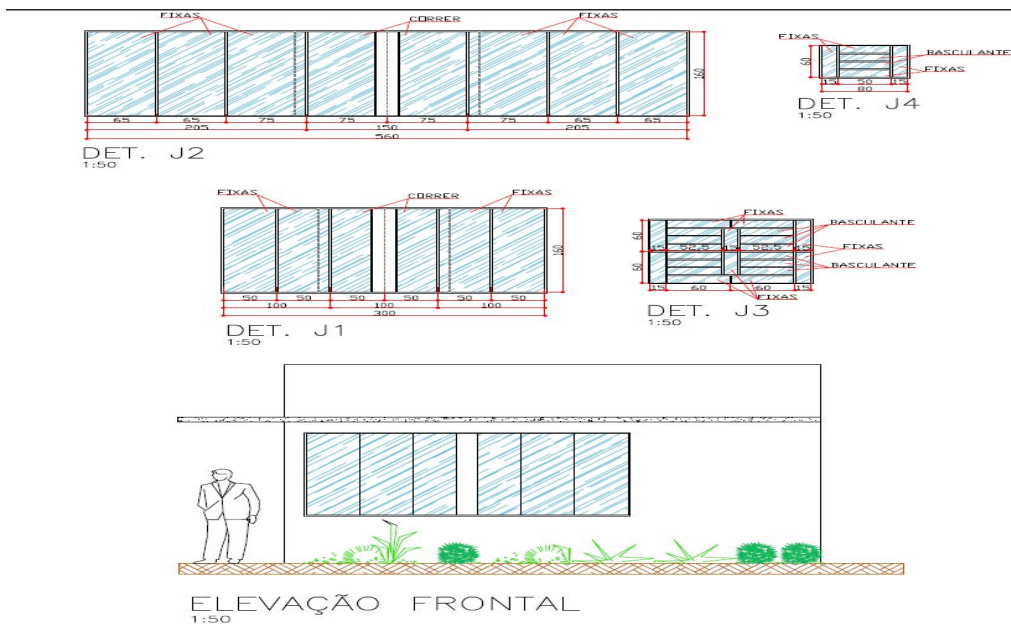 FIXAS CORRER FIXAS
160
65 65 75 75 75 75 65 65
205 150 205
560
DET. J2
1:50
FIXAS
BASCULANTE
60
FIXAS
15 50 15
80
DET. J4
1:50
FIXAS CORRER FIXAS
160
50 50 50 50 50 50
100 100 100
300
DET. J1
1:50
FIXAS
BASCULANTE
60
15 52,5 15 52,5 15
FIXAS
60
BASCULANTE
15 60 60 15
FIXAS
DET. J3
1:50
ELEVAÇÃO FRONTAL
1:50